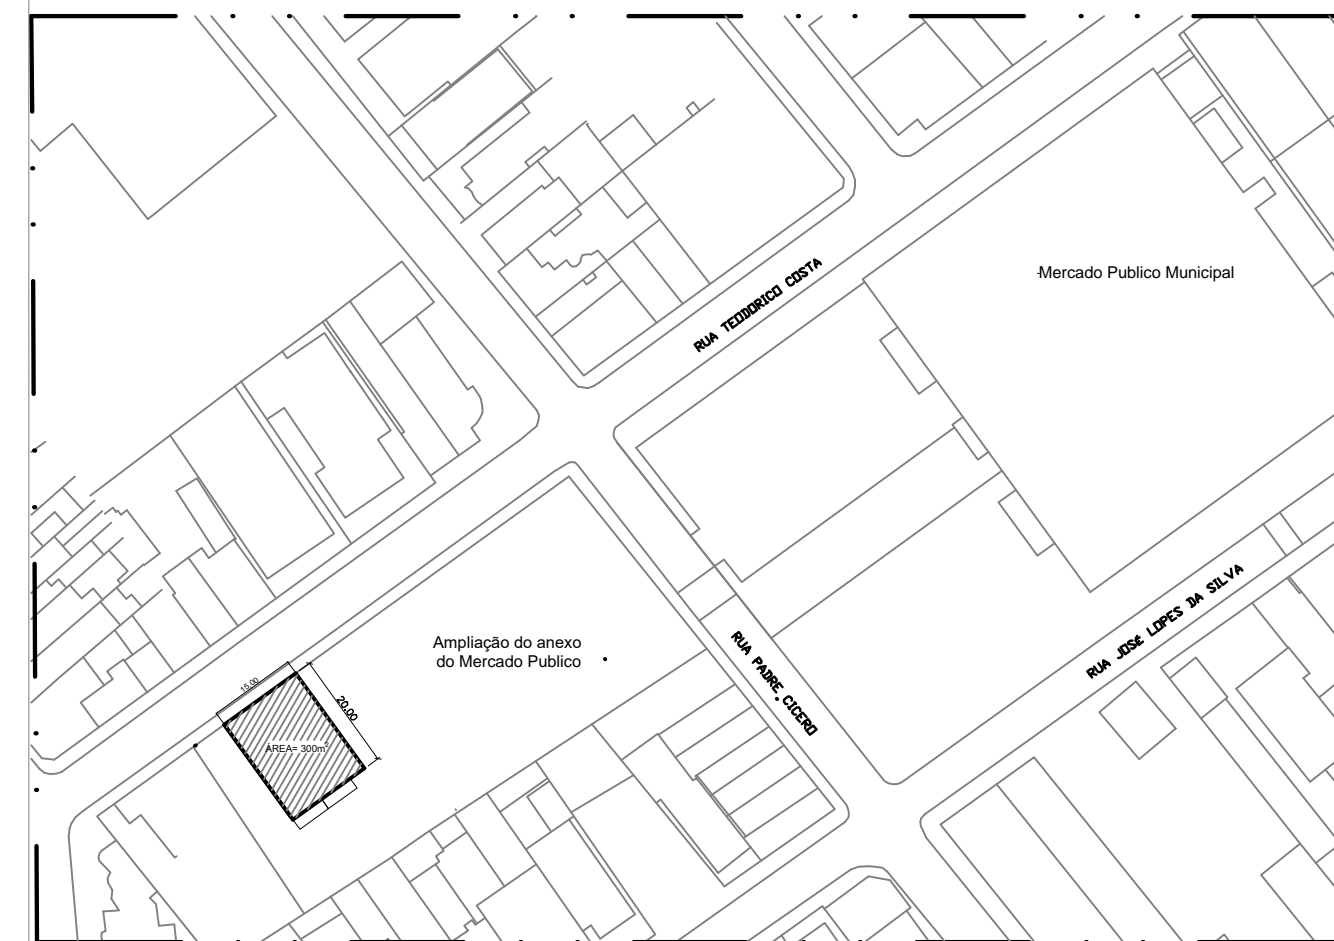 Mercado Publico Municipal
RUA TEODORICO COSTA
RUA JOSÉ LOPES DA SILVA
Ampliação do anexo
do Mercado Publico
RUA PADRE CICERO
15.00
20.00
ÁREA= 300m²